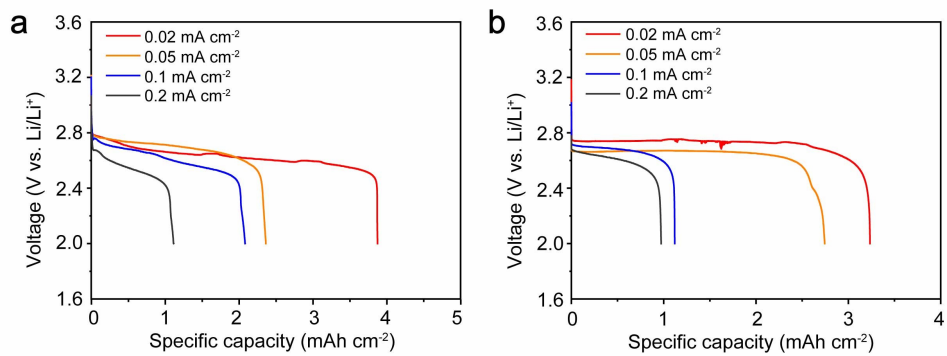 a
3.6
3.2
2.8
2.4
2.0
1.6
Voltage (V vs. Li/Li⁺)
0.02 mA cm⁻²
0.05 mA cm⁻²
0.1 mA cm⁻²
0.2 mA cm⁻²
0 1 2 3 4 5
Specific capacity (mAh cm⁻²)
b
3.6
3.2
2.8
2.4
2.0
1.6
Voltage (V vs. Li/Li⁺)
0.02 mA cm⁻²
0.05 mA cm⁻²
0.1 mA cm⁻²
0.2 mA cm⁻²
0 1 2 3 4
Specific capacity (mAh cm⁻²)